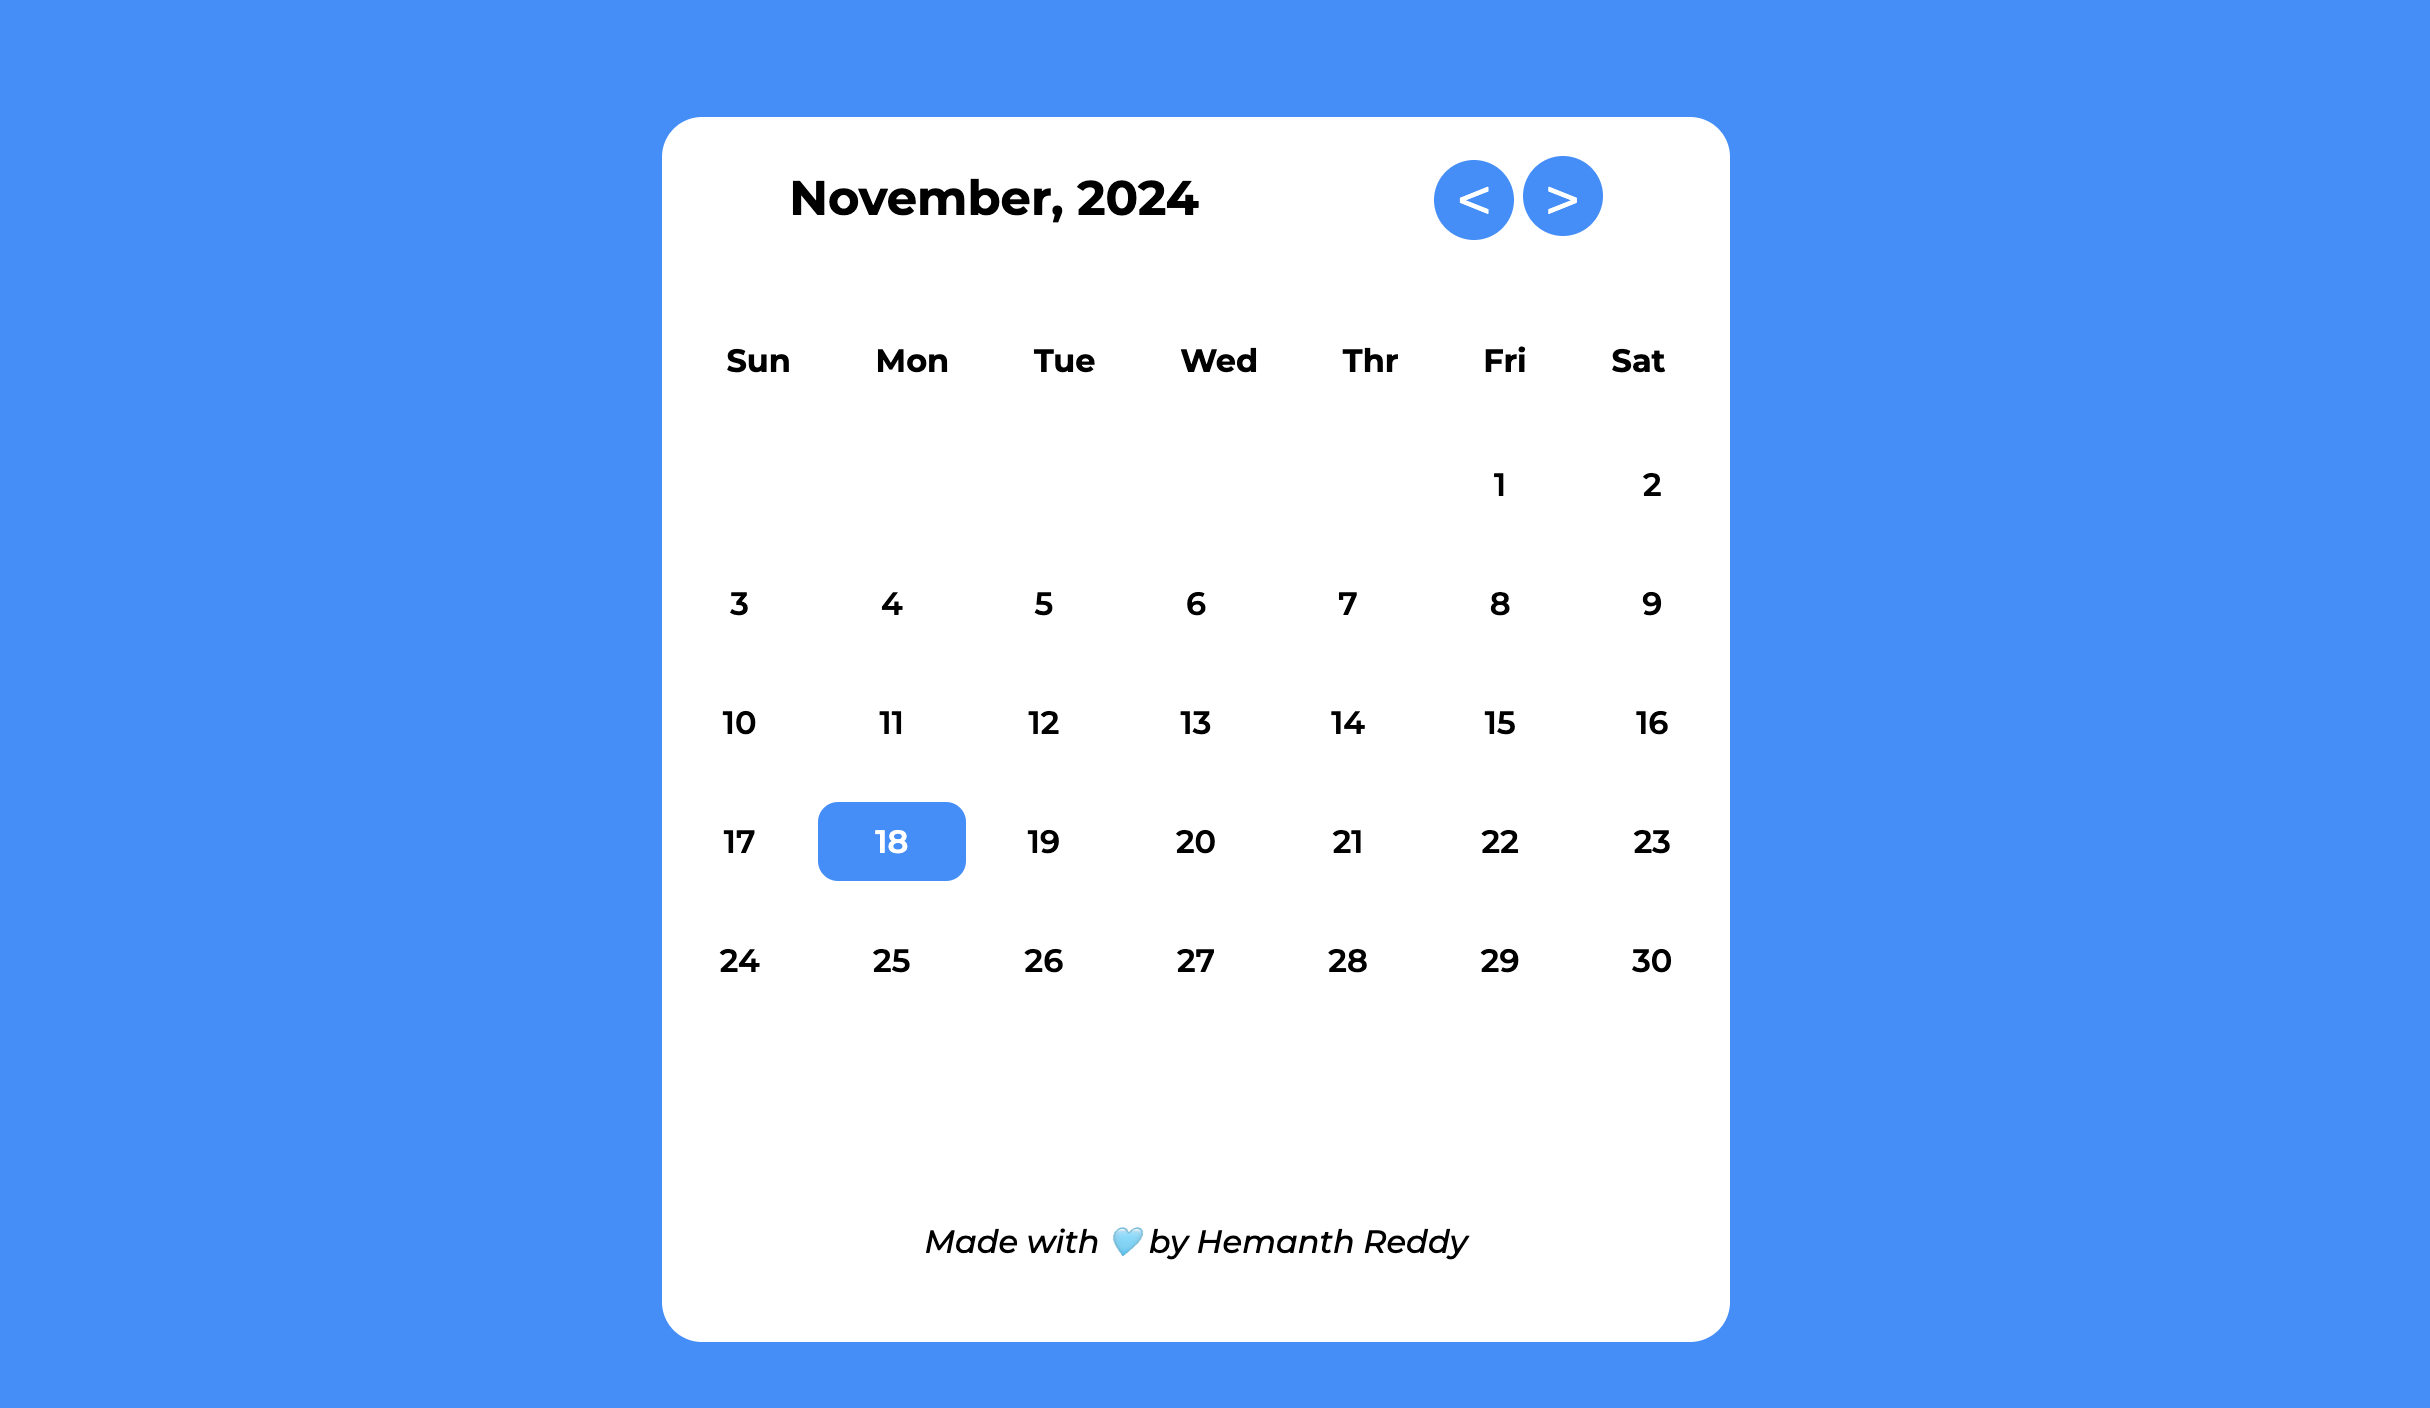 November, 2024 < >
Sun Mon Tue Wed Thr Fri Sat
1 2
3 4 5 6 7 8 9
10 11 12 13 14 15 16
17 18 19 20 21 22 23
24 25 26 27 28 29 30
Made with 🩵 by Hemanth Reddy